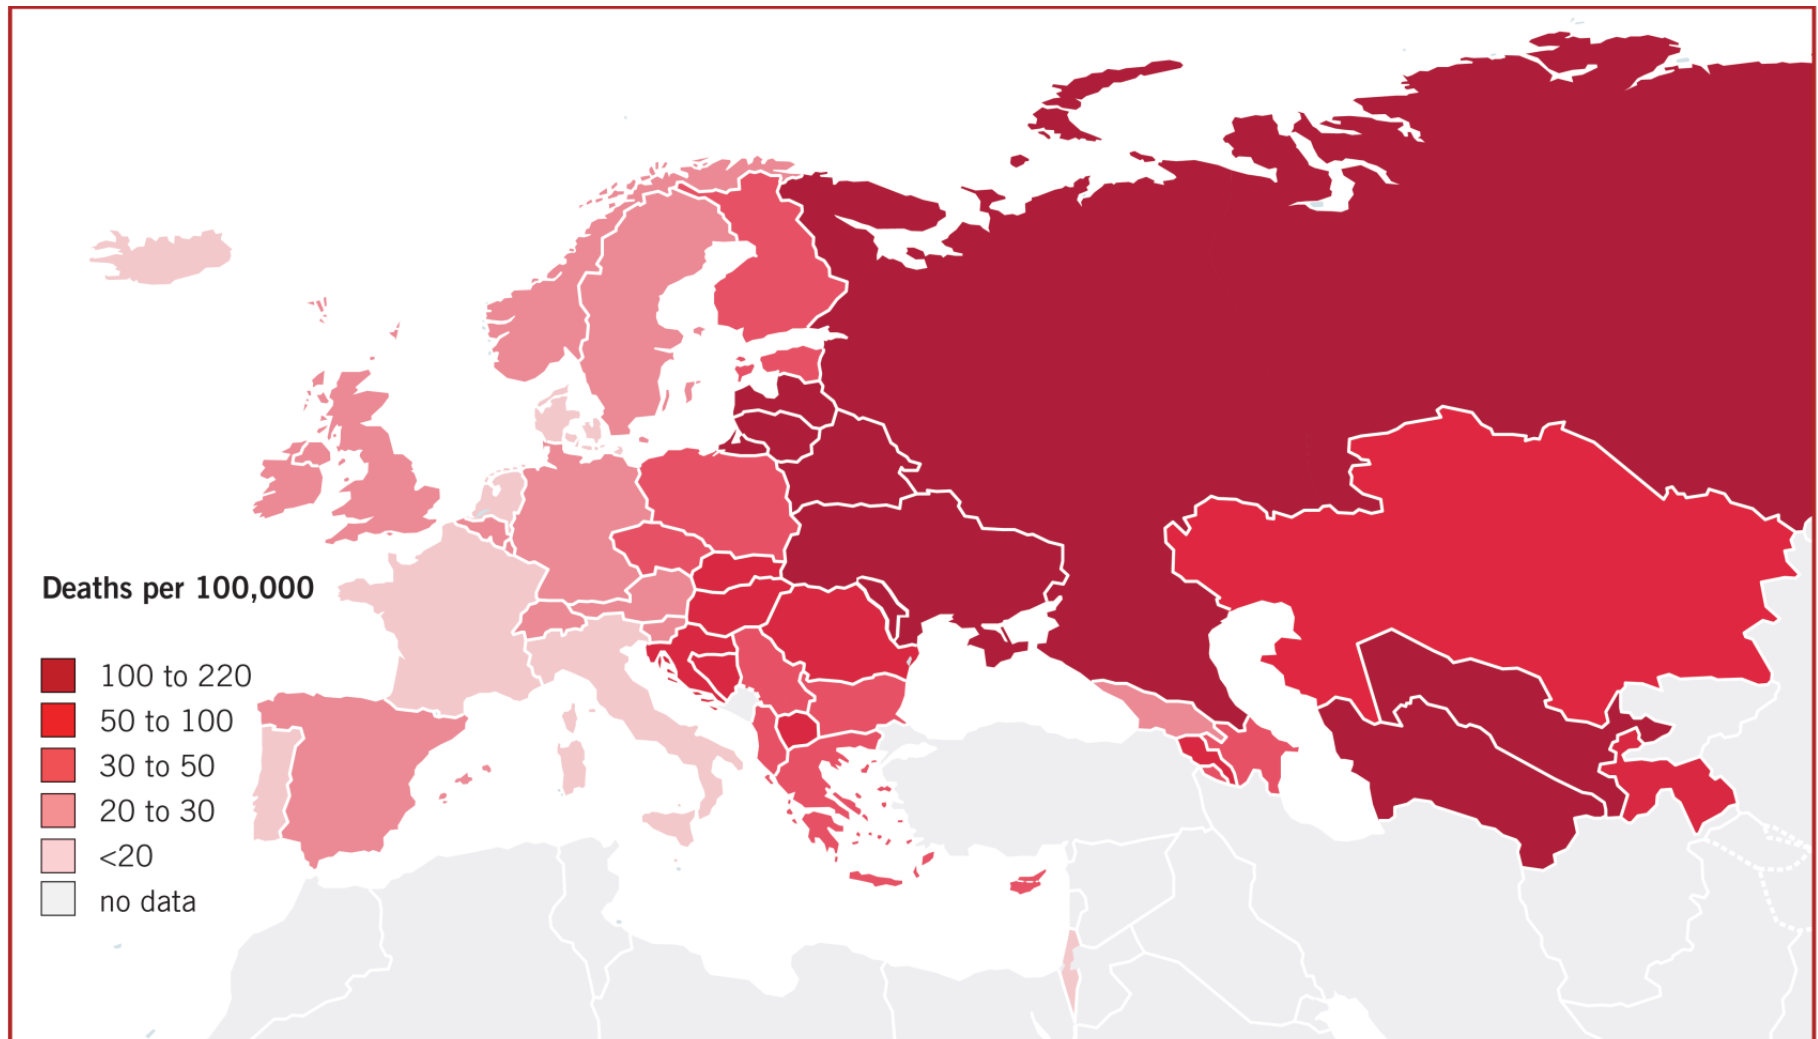 Deaths per 100,000
100 to 220
50 to 100
30 to 50
20 to 30
<20
no data